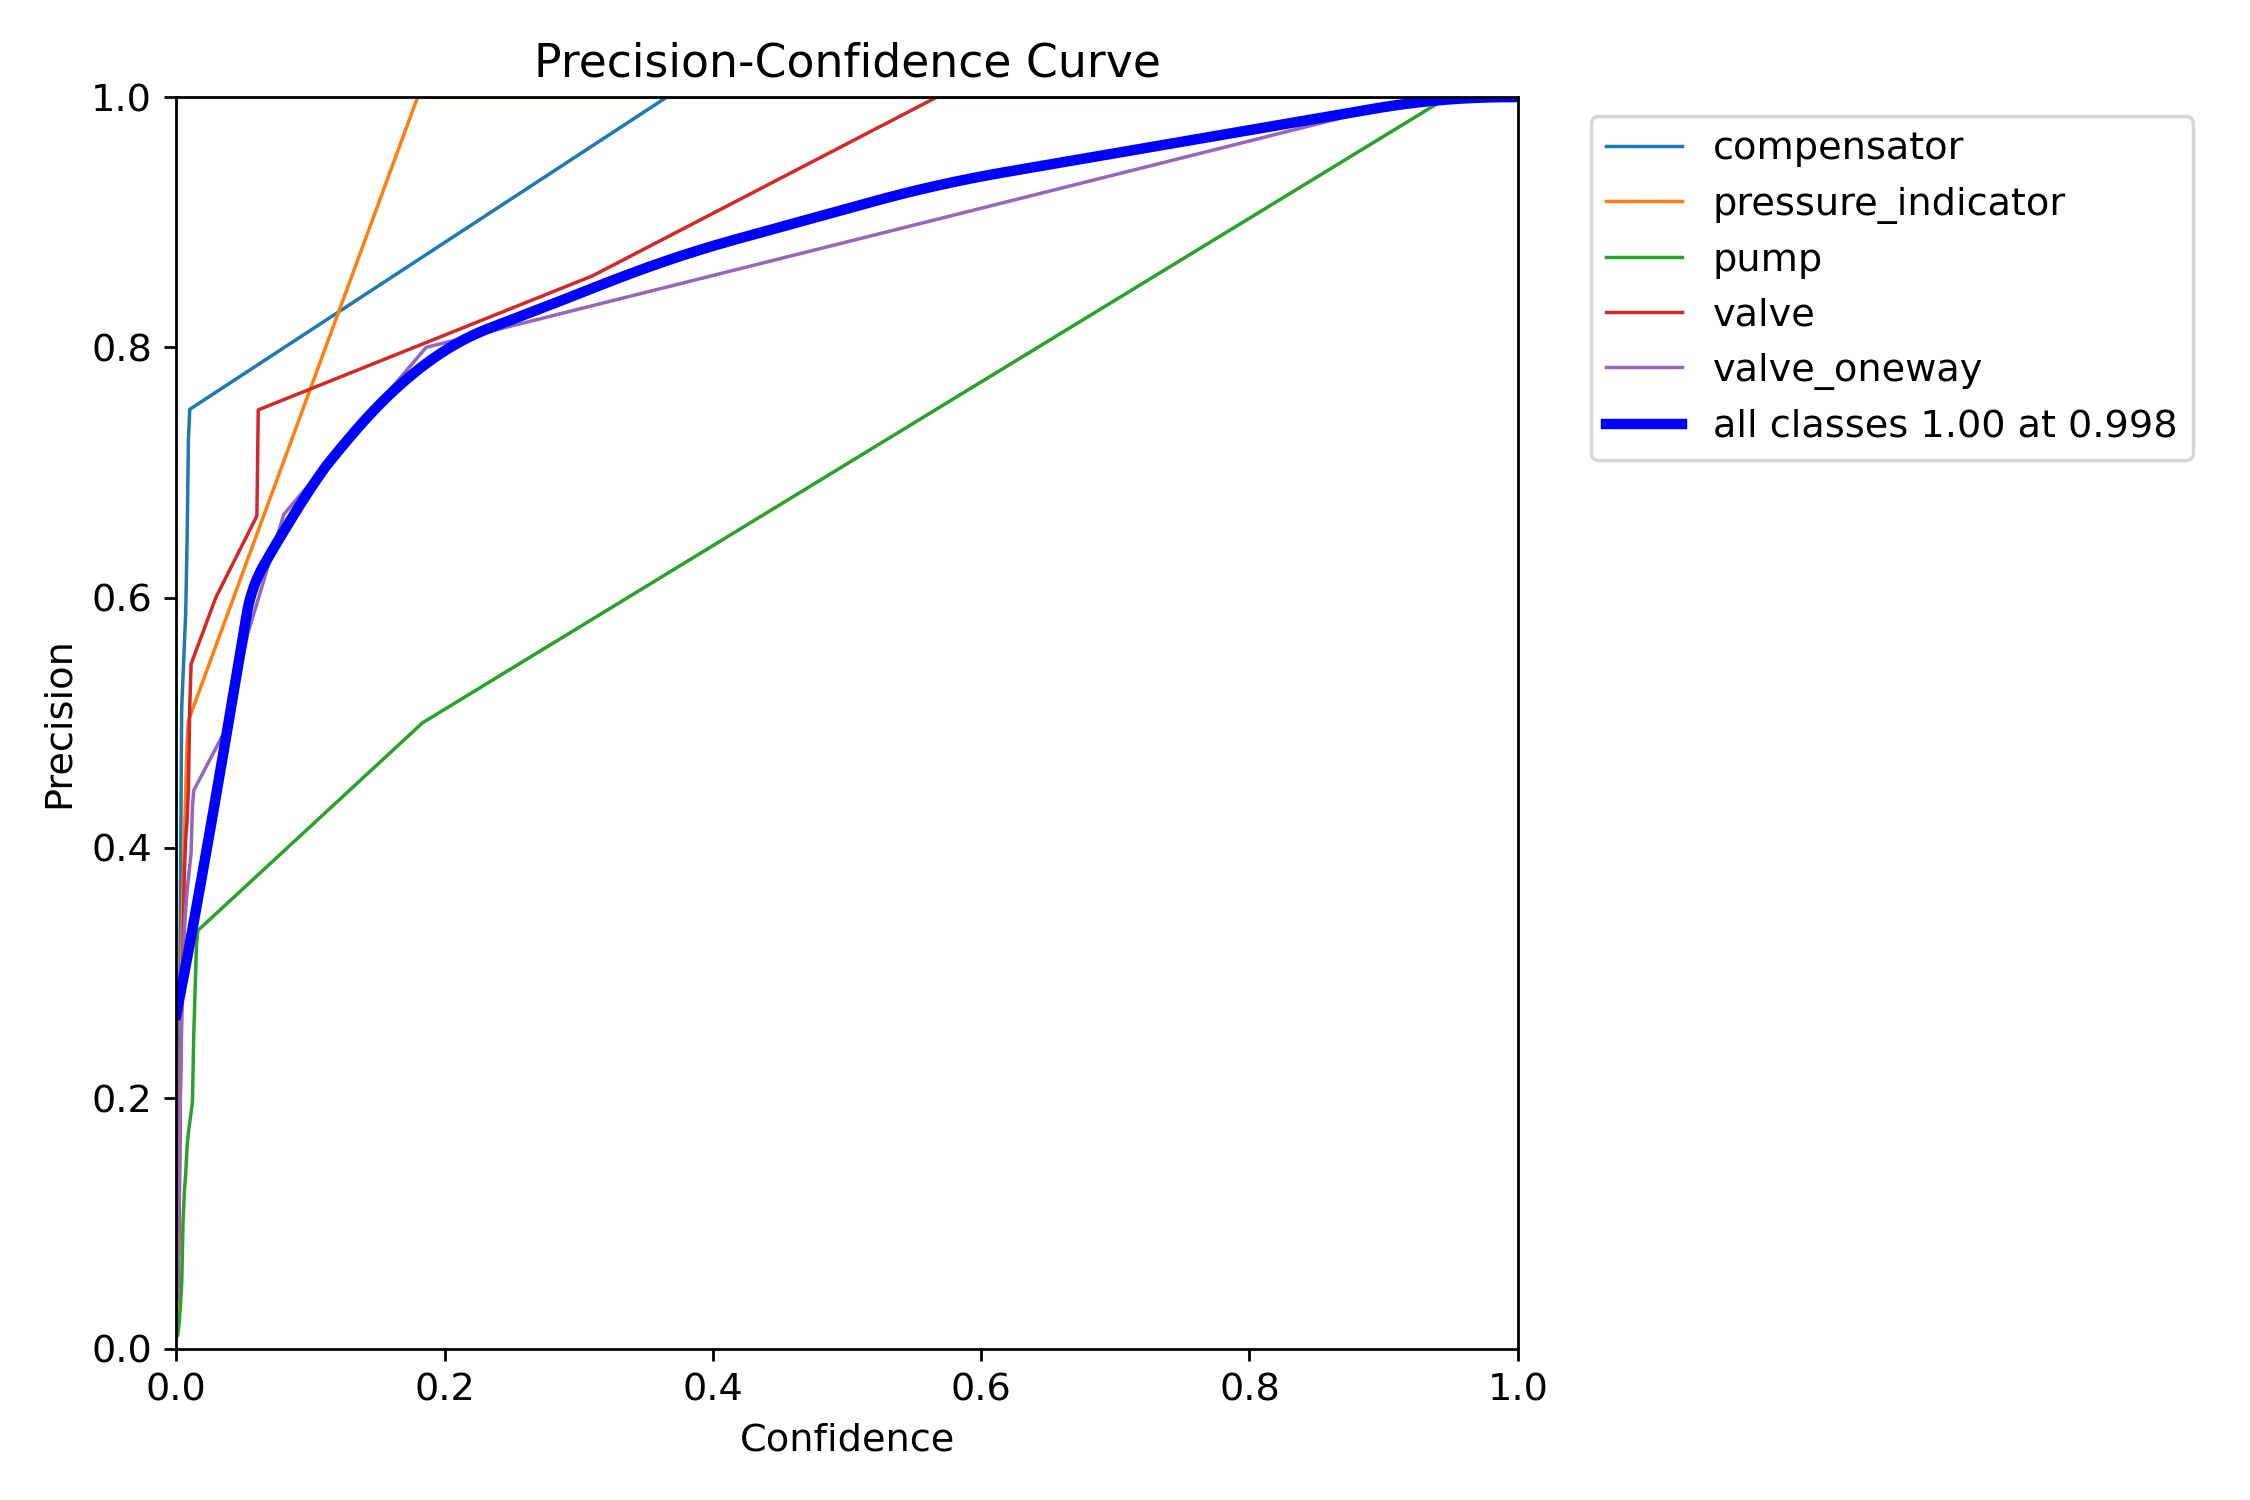 Precision-Confidence Curve
1.0
0.8
0.6
0.4
0.2
0.0
Precision
0.0 0.2 0.4 0.6 0.8 1.0
Confidence
compensator
pressure_indicator
pump
valve
valve_oneway
all classes 1.00 at 0.998